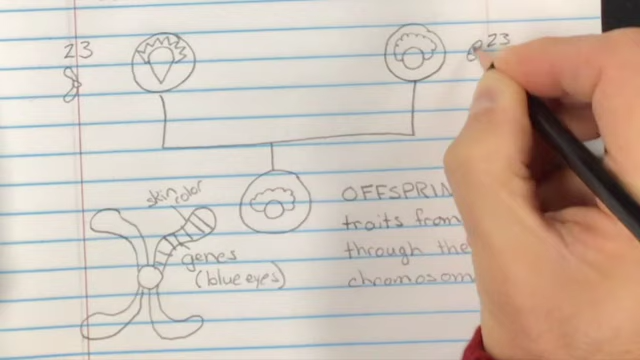 23
23
skin color
genes
(blue eyes)
OFFSPRIN
traits from
through the
chromosom